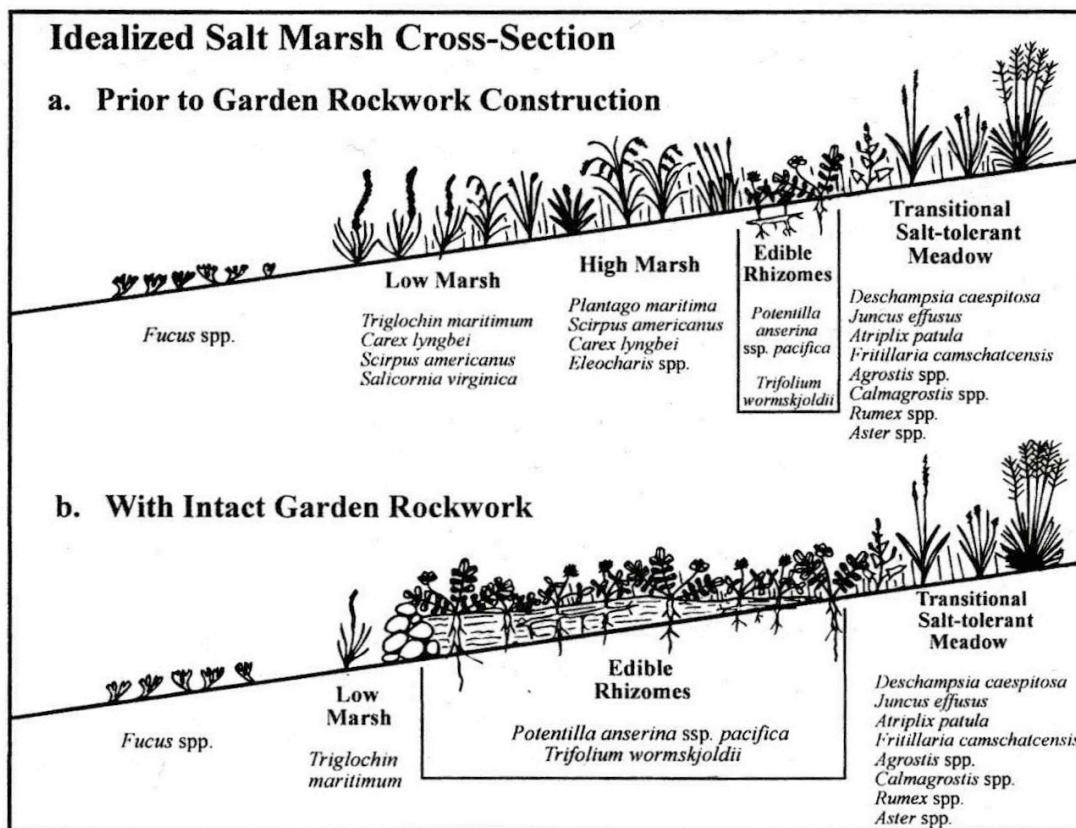 Idealized Salt Marsh Cross-Section
a. Prior to Garden Rockwork Construction
Fucus spp.
Low Marsh
Triglochin maritimum
Carex lyngbei
Scirpus americanus
Salicornia virginica
High Marsh
Plantago maritima
Scirpus americanus
Carex lyngbei
Eleocharis spp.
Edible
Rhizomes
Potentilla
anserina
ssp. pacifica
Trifolium
wormskjoldii
Transitional
Salt-tolerant
Meadow
Deschampsia caespitosa
Juncus effusus
Atriplix patula
Fritillaria camschatcensis
Agrostis spp.
Calmagrostis spp.
Rumex spp.
Aster spp.
b. With Intact Garden Rockwork
Fucus spp.
Low
Marsh
Triglochin
maritimum
Edible
Rhizomes
Potentilla anserina ssp. pacifica
Trifolium wormskjoldii
Transitional
Salt-tolerant
Meadow
Deschampsia caespitosa
Juncus effusus
Atriplix patula
Fritillaria camschatcensis
Agrostis spp.
Calmagrostis spp.
Rumex spp.
Aster spp.